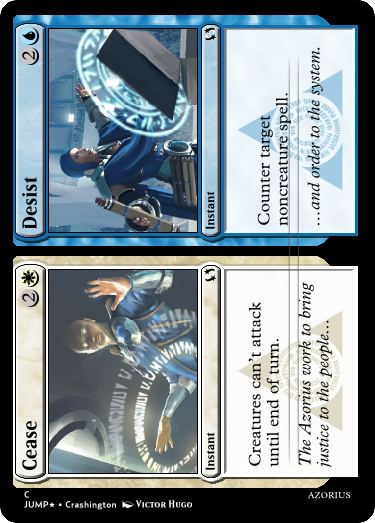 Cease
2
Instant
Creatures can't attack
until end of turn.
The Azorius work to bring
justice to the people...
Desist
2
Instant
Counter target
noncreature spell.
...and order to the system.
C
JUMP★ • Crashington VICTOR HUGO
AZORIUS